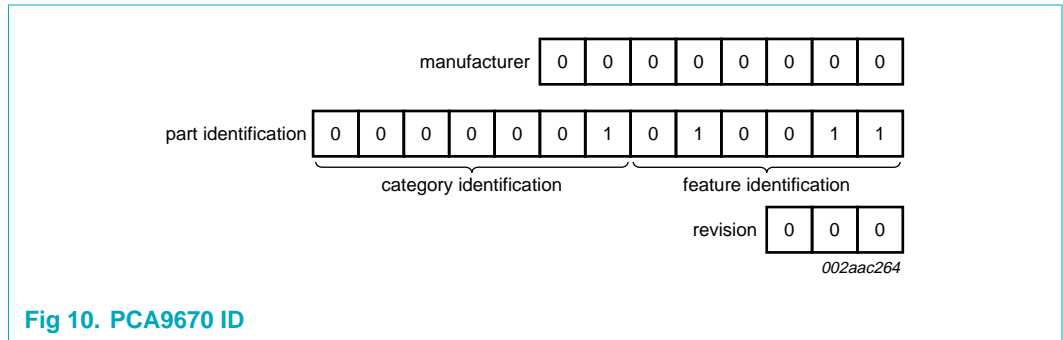 manufacturer 0 0 0 0 0 0 0 0
part identification 0 0 0 0 0 0 1 0 1 0 0 1 1
category identification feature identification
revision 0 0 0
002aac264
Fig 10. PCA9670 ID